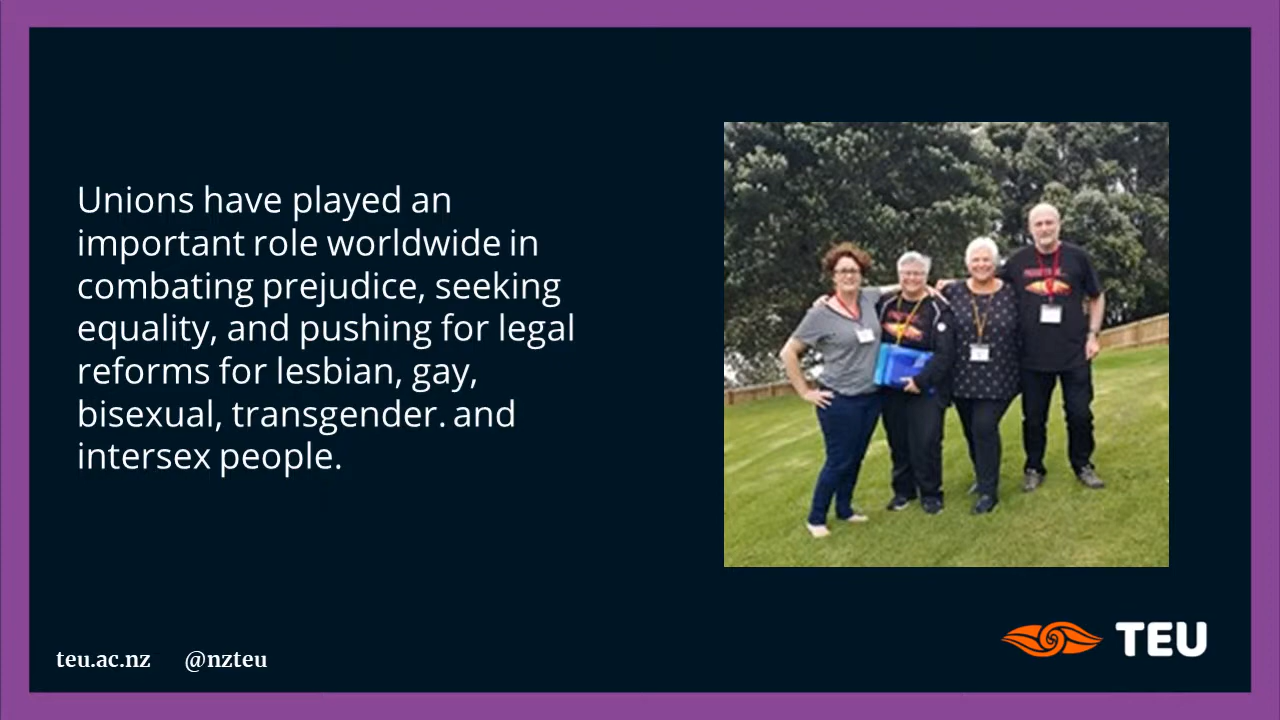 Unions have played an
important role worldwide in
combating prejudice, seeking
equality, and pushing for legal
reforms for lesbian, gay,
bisexual, transgender. and
intersex people.
teu.ac.nz @nzteu
TEU